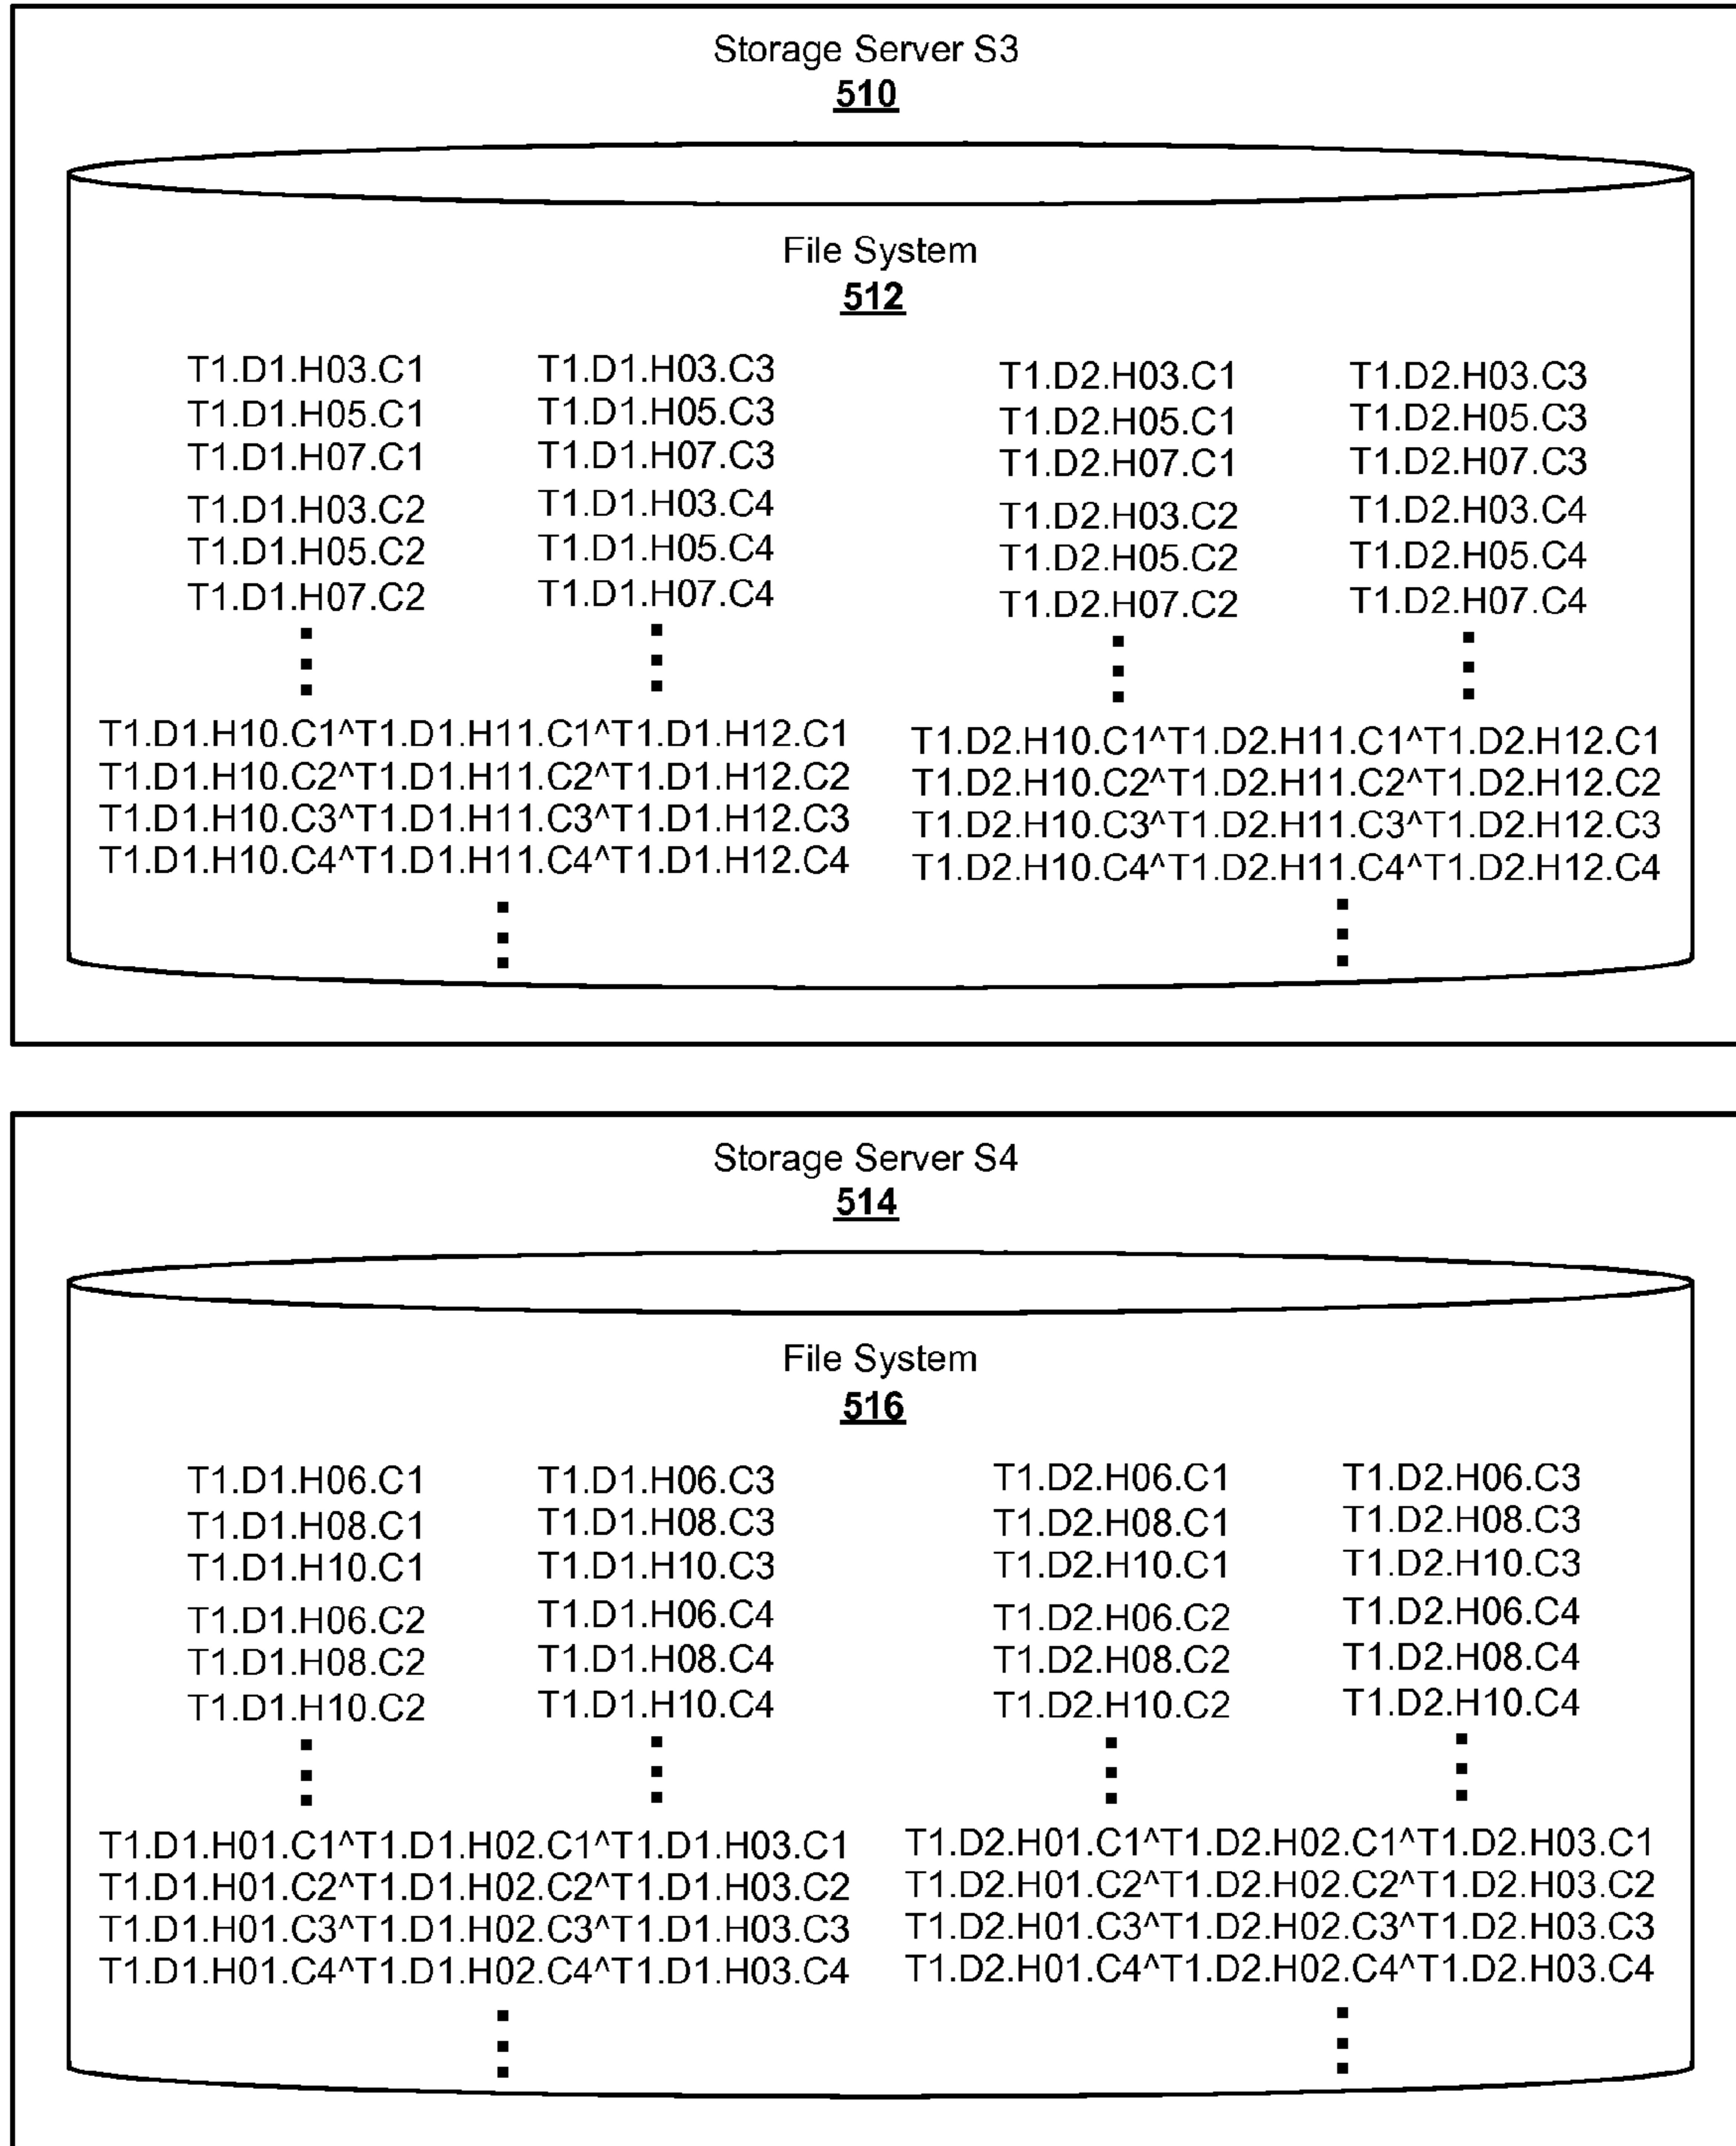 Storage Server S3
510
File System
512
T1.D1.H03.C1 T1.D1.H03.C3 T1.D2.H03.C1 T1.D2.H03.C3
T1.D1.H05.C1 T1.D1.H05.C3 T1.D2.H05.C1 T1.D2.H05.C3
T1.D1.H07.C1 T1.D1.H07.C3 T1.D2.H07.C1 T1.D2.H07.C3
T1.D1.H03.C2 T1.D1.H03.C4 T1.D2.H03.C2 T1.D2.H03.C4
T1.D1.H05.C2 T1.D1.H05.C4 T1.D2.H05.C2 T1.D2.H05.C4
T1.D1.H07.C2 T1.D1.H07.C4 T1.D2.H07.C2 T1.D2.H07.C4
T1.D1.H10.C1^T1.D1.H11.C1^T1.D1.H12.C1 T1.D2.H10.C1^T1.D2.H11.C1^T1.D2.H12.C1
T1.D1.H10.C2^T1.D1.H11.C2^T1.D1.H12.C2 T1.D2.H10.C2^T1.D2.H11.C2^T1.D2.H12.C2
T1.D1.H10.C3^T1.D1.H11.C3^T1.D1.H12.C3 T1.D2.H10.C3^T1.D2.H11.C3^T1.D2.H12.C3
T1.D1.H10.C4^T1.D1.H11.C4^T1.D1.H12.C4 T1.D2.H10.C4^T1.D2.H11.C4^T1.D2.H12.C4
Storage Server S4
514
File System
516
T1.D1.H06.C1 T1.D1.H06.C3 T1.D2.H06.C1 T1.D2.H06.C3
T1.D1.H08.C1 T1.D1.H08.C3 T1.D2.H08.C1 T1.D2.H08.C3
T1.D1.H10.C1 T1.D1.H10.C3 T1.D2.H10.C1 T1.D2.H10.C3
T1.D1.H06.C2 T1.D1.H06.C4 T1.D2.H06.C2 T1.D2.H06.C4
T1.D1.H08.C2 T1.D1.H08.C4 T1.D2.H08.C2 T1.D2.H08.C4
T1.D1.H10.C2 T1.D1.H10.C4 T1.D2.H10.C2 T1.D2.H10.C4
T1.D1.H01.C1^T1.D1.H02.C1^T1.D1.H03.C1 T1.D2.H01.C1^T1.D2.H02.C1^T1.D2.H03.C1
T1.D1.H01.C2^T1.D1.H02.C2^T1.D1.H03.C2 T1.D2.H01.C2^T1.D2.H02.C2^T1.D2.H03.C2
T1.D1.H01.C3^T1.D1.H02.C3^T1.D1.H03.C3 T1.D2.H01.C3^T1.D2.H02.C3^T1.D2.H03.C3
T1.D1.H01.C4^T1.D1.H02.C4^T1.D1.H03.C4 T1.D2.H01.C4^T1.D2.H02.C4^T1.D2.H03.C4